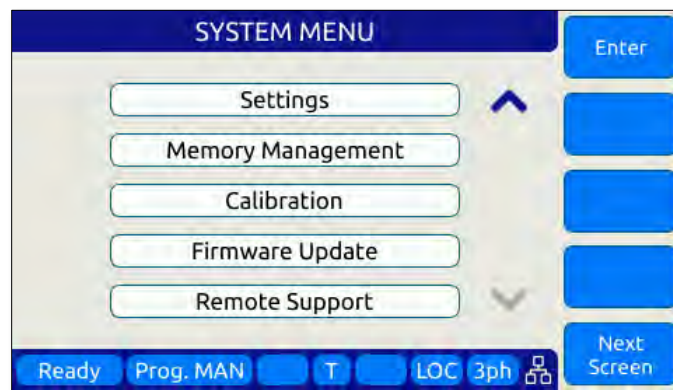 SYSTEM MENU
Enter
Settings
Memory Management
Calibration
Firmware Update
Remote Support
Ready Prog. MAN T LOC 3ph
Next
Screen